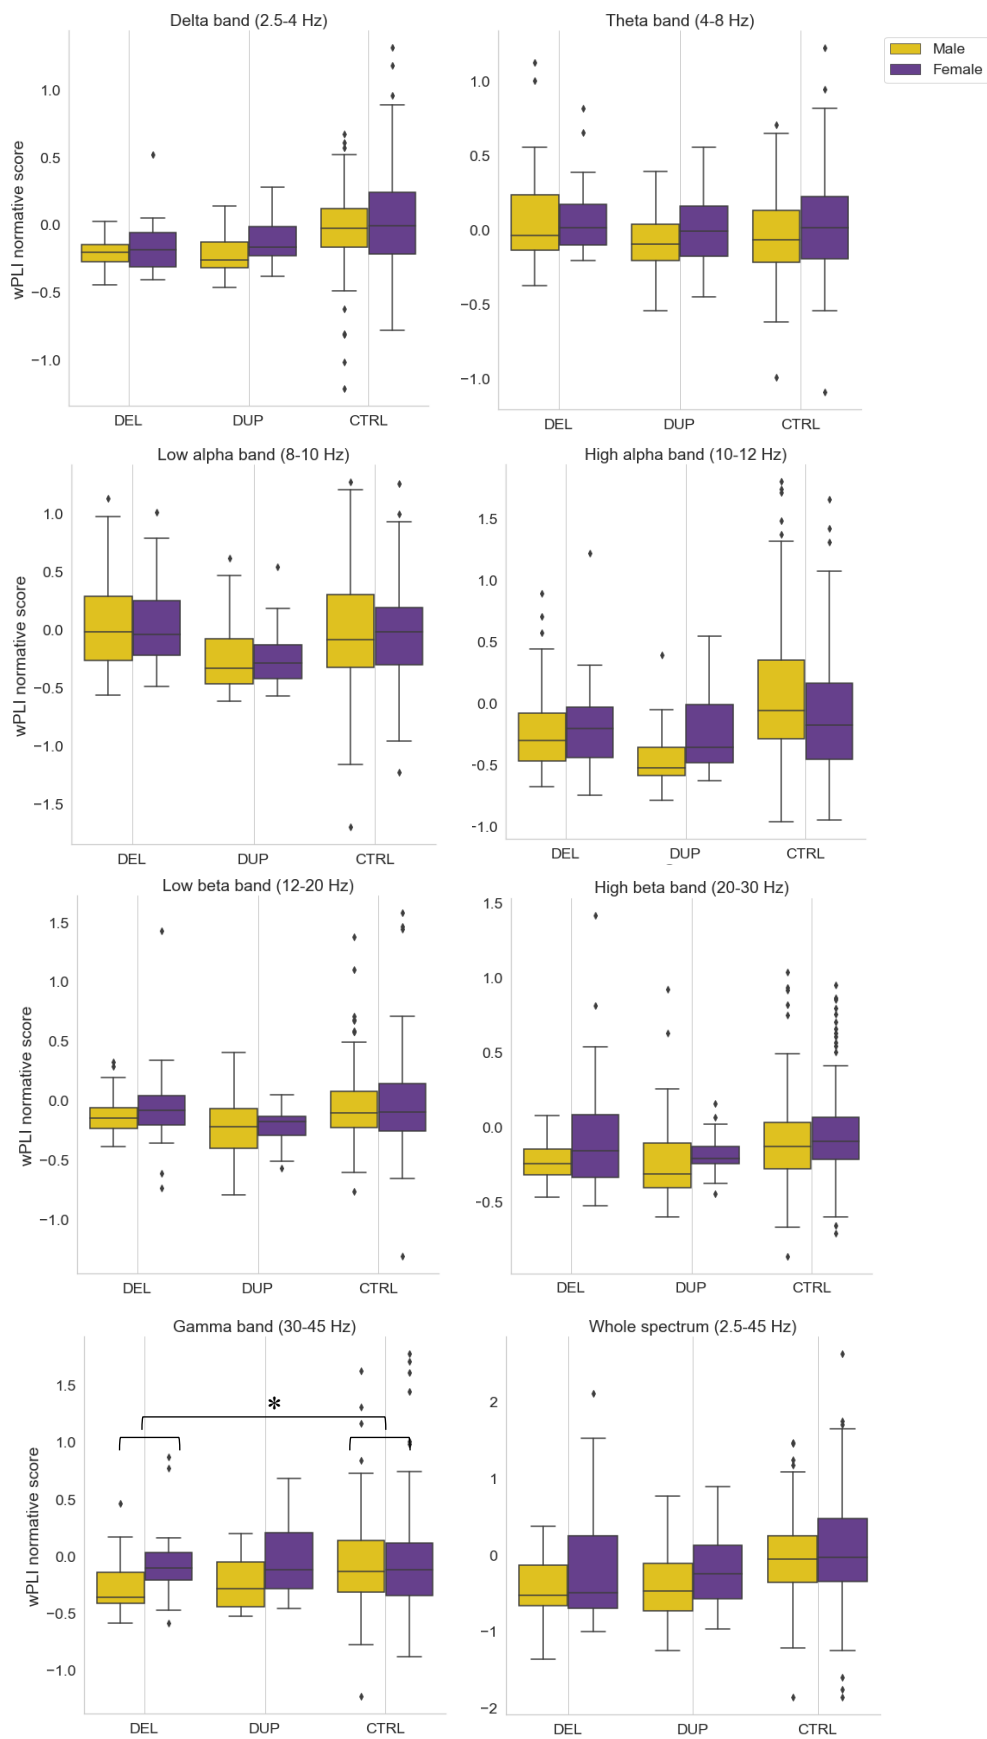 Delta band (2.5-4 Hz)
Theta band (4-8 Hz)
Male
Female
wPLI normative score
1.0
0.5
0.0
−0.5
−1.0
DEL DUP CTRL
1.0
0.5
0.0
−0.5
−1.0
DEL DUP CTRL
Low alpha band (8-10 Hz)
High alpha band (10-12 Hz)
wPLI normative score
1.0
0.5
0.0
−0.5
−1.0
−1.5
DEL DUP CTRL
1.5
1.0
0.5
0.0
−0.5
-1.0
DEL DUP CTRL
Low beta band (12-20 Hz)
High beta band (20-30 Hz)
wPLI normative score
1.5
1.0
0.5
0.0
−0.5
−1.0
DEL DUP CTRL
1.5
1.0
0.5
0.0
−0.5
DEL DUP CTRL
Gamma band (30-45 Hz)
Whole spectrum (2.5-45 Hz)
wPLI normative score
1.5
1.0
0.5
0.0
−0.5
−1.0
*
DEL DUP CTRL
2
1
0
−1
−2
DEL DUP CTRL